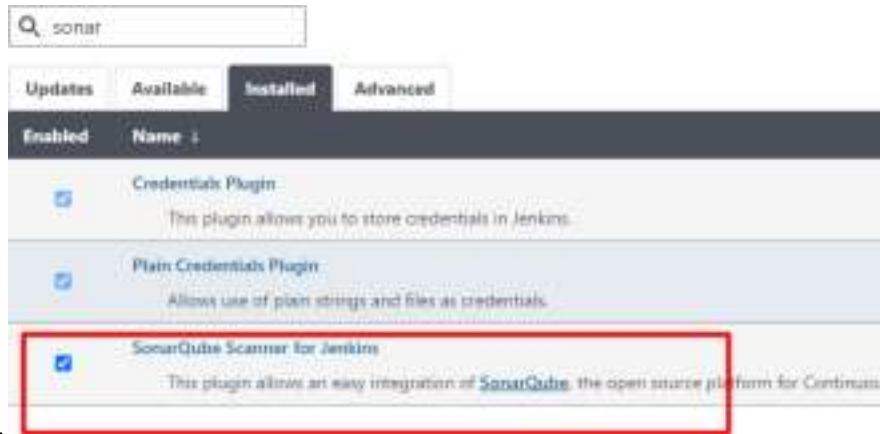 sonar
Updates Available Installed Advanced
Enabled Name ↓
Credentials Plugin
This plugin allows you to store credentials in Jenkins.
Plain Credentials Plugin
Allows use of plain strings and files as credentials.
SonarQube Scanner for Jenkins
This plugin allows an easy integration of SonarQube, the open source platform for Continuous